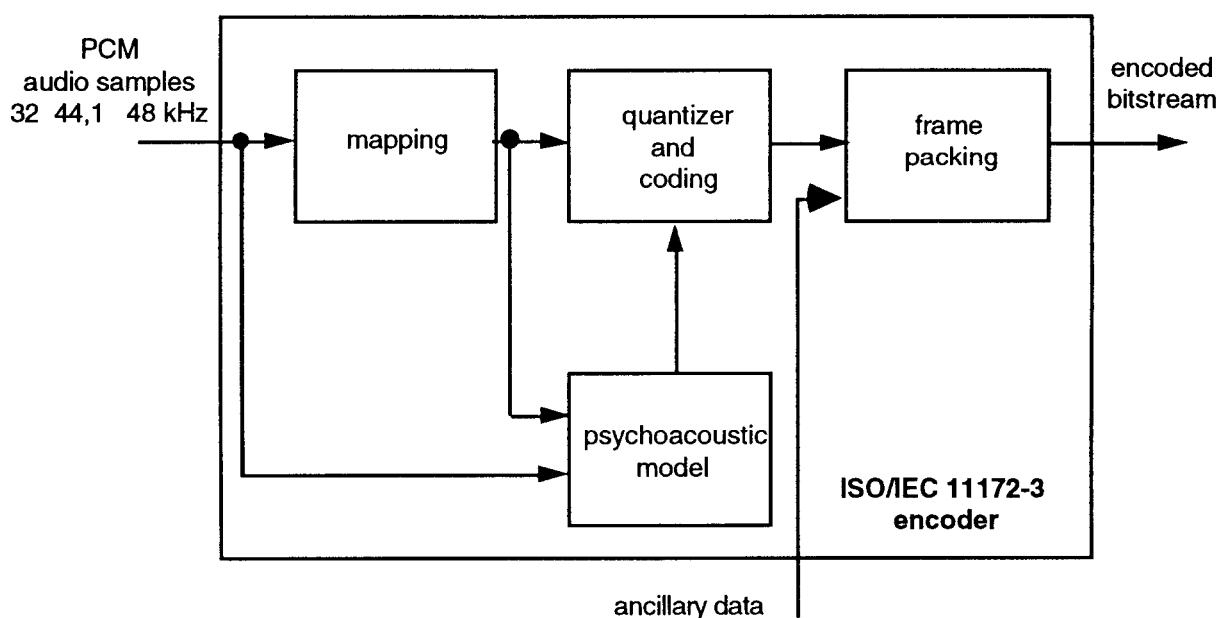 PCM
audio samples
32 44,1 48 kHz
mapping
quantizer
and
coding
frame
packing
encoded
bitstream
psychoacoustic
model
ISO/IEC 11172-3
encoder
ancillary data